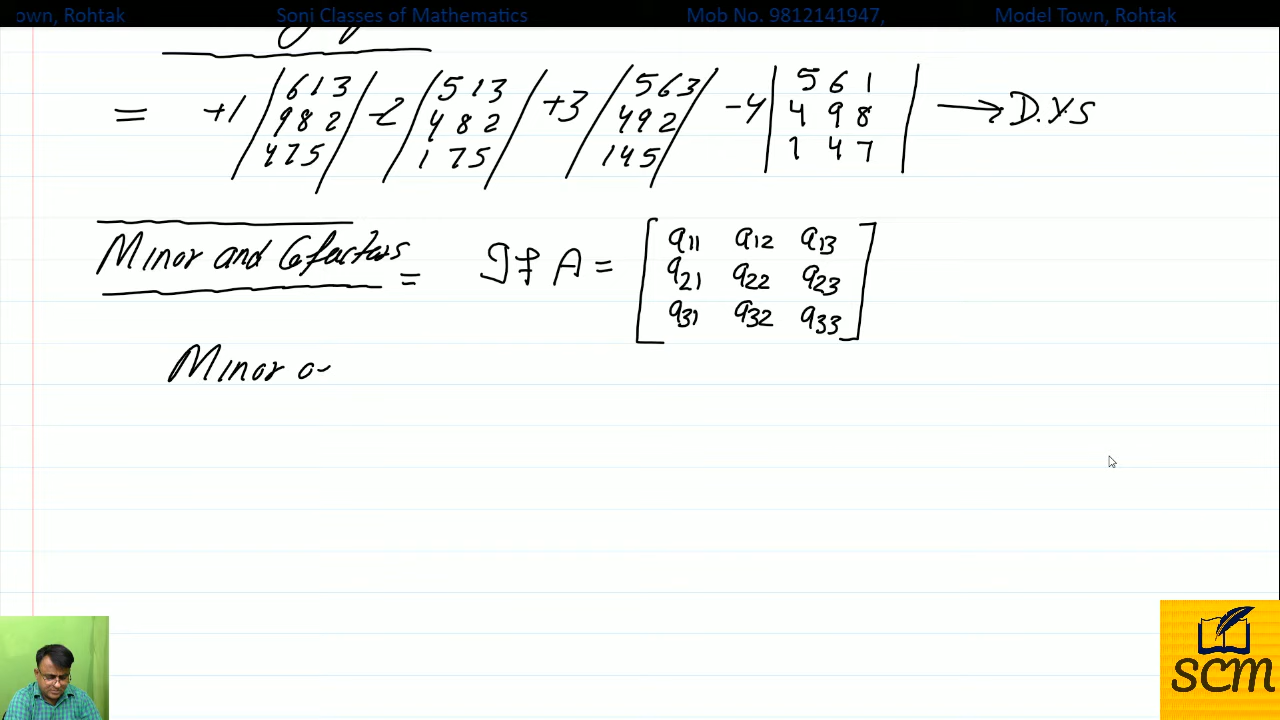 own, Rohtak Soni Classes of Mathematics Mob No. 9812141947, Model Town, Rohtak
= +1 | 6 1 3 | -2 | 5 1 3 | +3 | 5 6 3 | -4 | 5 6 1 | → D.Y.S
9 8 2 4 8 2 4 9 2 4 9 8
4 7 5 1 7 5 1 4 5 1 4 7
Minor and Cofactors = If A = [ a11 a12 a13
a21 a22 a23
a31 a32 a33 ]
Minor o
SCM